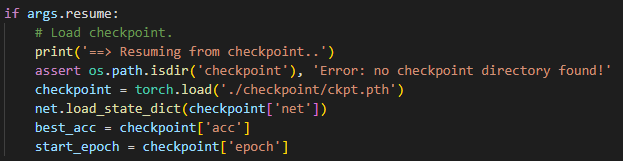 if args.resume:
    # Load checkpoint.
    print('==> Resuming from checkpoint..')
    assert os.path.isdir('checkpoint'), 'Error: no checkpoint directory found!'
    checkpoint = torch.load('./checkpoint/ckpt.pth')
    net.load_state_dict(checkpoint['net'])
    best_acc = checkpoint['acc']
    start_epoch = checkpoint['epoch']